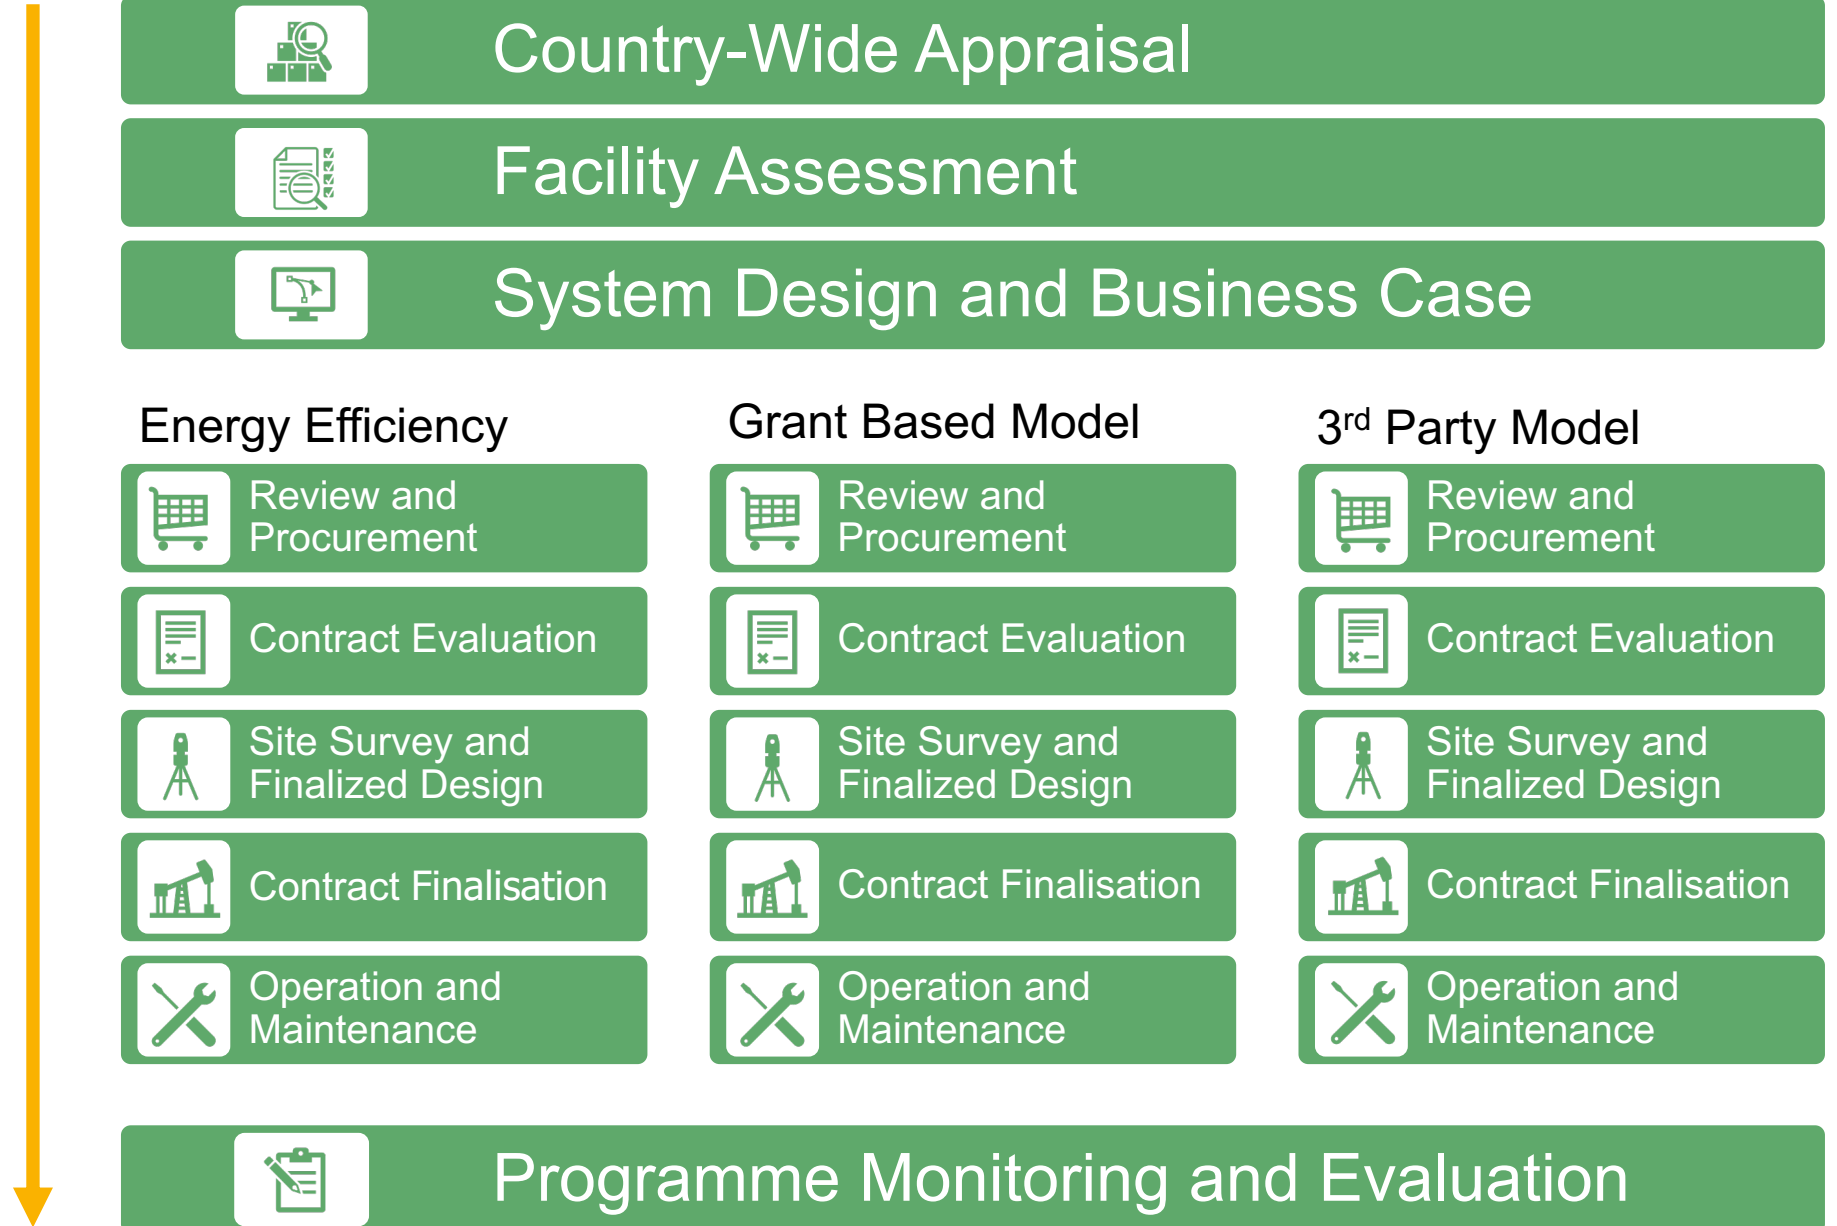 Country-Wide Appraisal
Facility Assessment
System Design and Business Case
Energy Efficiency
Review and
Procurement
Contract Evaluation
Site Survey and
Finalized Design
Contract Finalisation
Operation and
Maintenance
Grant Based Model
Review and
Procurement
Contract Evaluation
Site Survey and
Finalized Design
Contract Finalisation
Operation and
Maintenance
3rd Party Model
Review and
Procurement
Contract Evaluation
Site Survey and
Finalized Design
Contract Finalisation
Operation and
Maintenance
Programme Monitoring and Evaluation